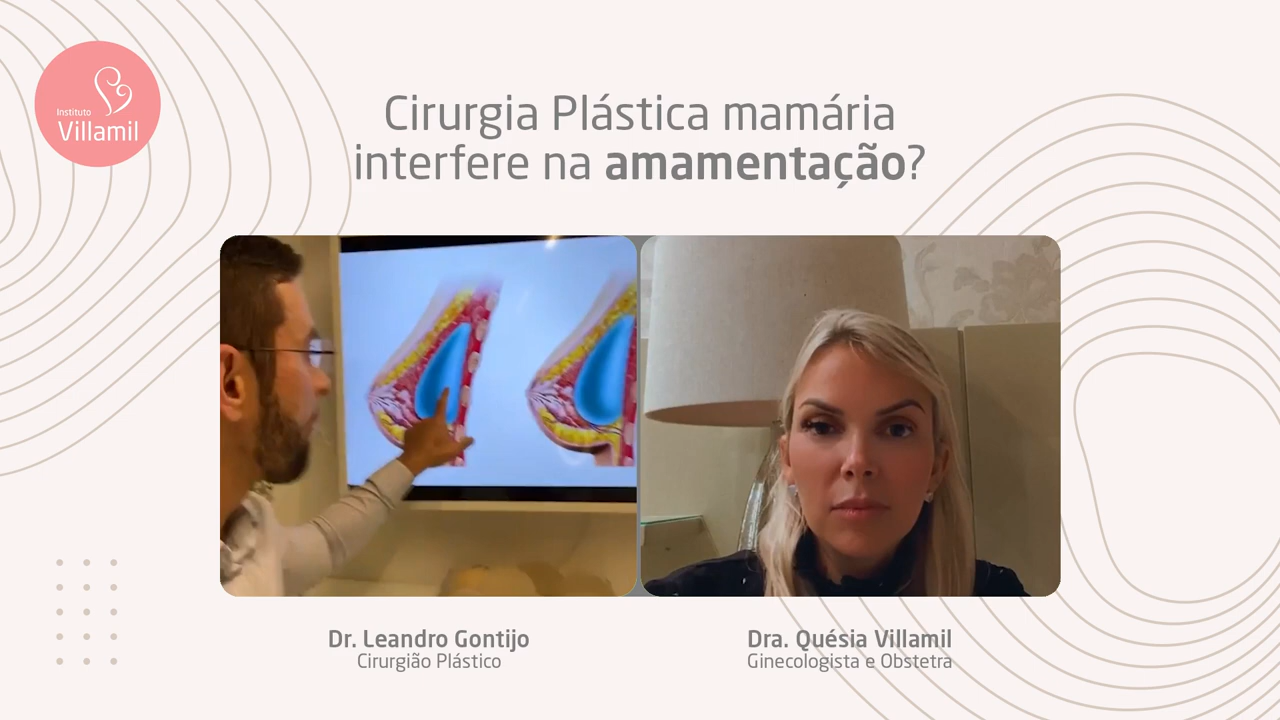 Instituto
Villamil
Cirurgia Plástica mamária
interfere na amamentação?
Dr. Leandro Gontijo
Cirurgião Plástico
Dra. Quésia Villamil
Ginecologista e Obstetra